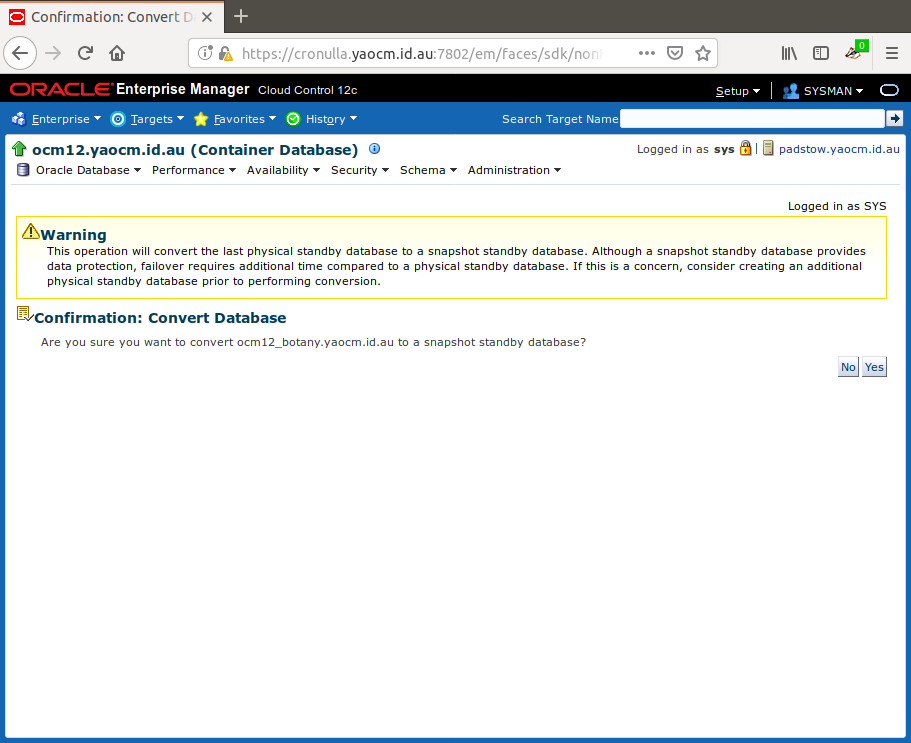 Confirmation: Convert D
https://cronulla.yaocm.id.au:7802/em/faces/sdk/non
0
ORACLE Enterprise Manager Cloud Control 12c
Setup
SYSMAN
Enterprise Targets Favorites History Search Target Name
ocm12.yaocm.id.au (Container Database)
Logged in as sys padstow.yaocm.id.au
Oracle Database Performance Availability Security Schema Administration
Logged in as SYS
Warning
This operation will convert the last physical standby database to a snapshot standby database. Although a snapshot standby database provides
data protection, failover requires additional time compared to a physical standby database. If this is a concern, consider creating an additional
physical standby database prior to performing conversion.
Confirmation: Convert Database
Are you sure you want to convert ocm12_botany.yaocm.id.au to a snapshot standby database?
No Yes